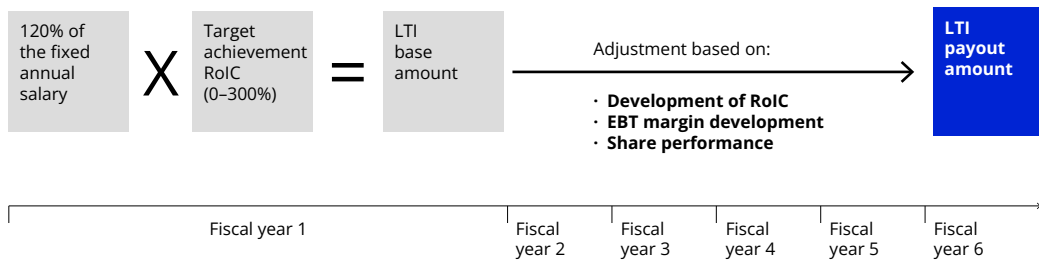 120% of
the fixed
annual
salary
X
Target
achievement
RoIC
(0–300%)
=
LTI
base
amount
Adjustment based on:
· Development of RoIC
· EBT margin development
· Share performance
LTI
payout
amount
Fiscal year 1
Fiscal
year 2
Fiscal
year 3
Fiscal
year 4
Fiscal
year 5
Fiscal
year 6